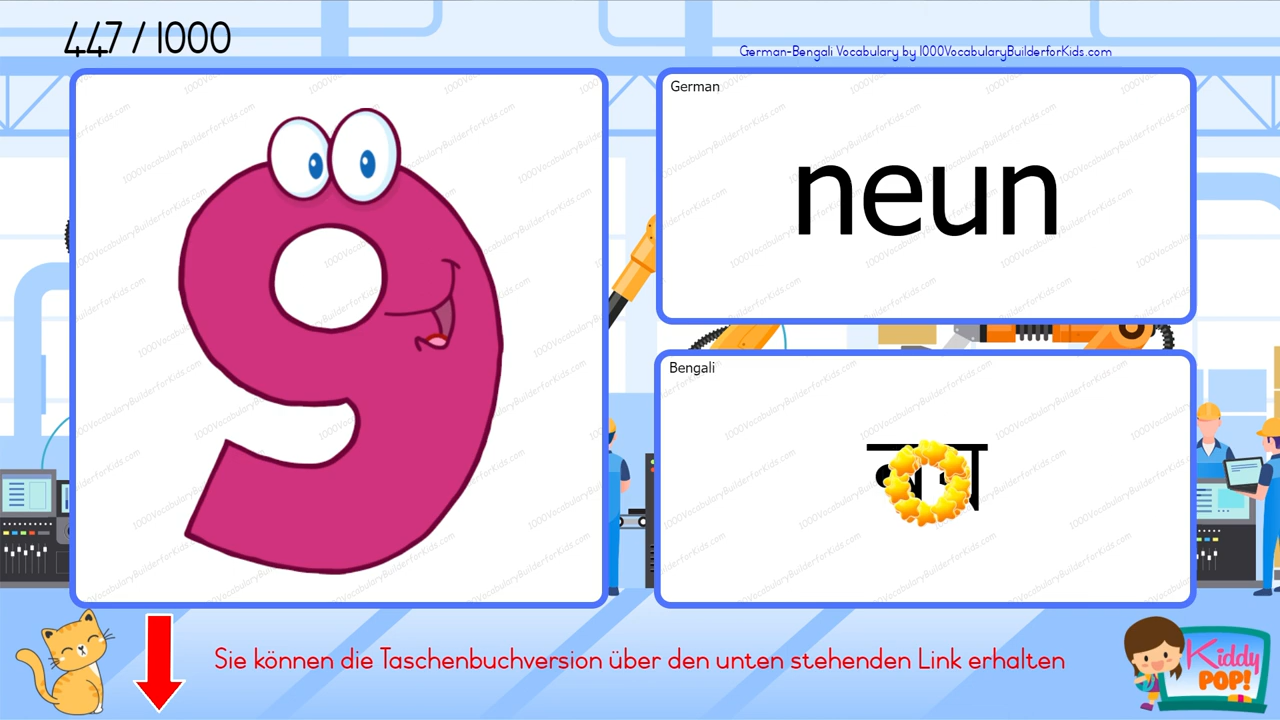 447 / 1000
German-Bengali Vocabulary by 1000VocabularyBuilderforKids.com
German
neun
Bengali
Sie können die Taschenbuchversion über den unten stehenden Link erhalten
Kiddy
POP!